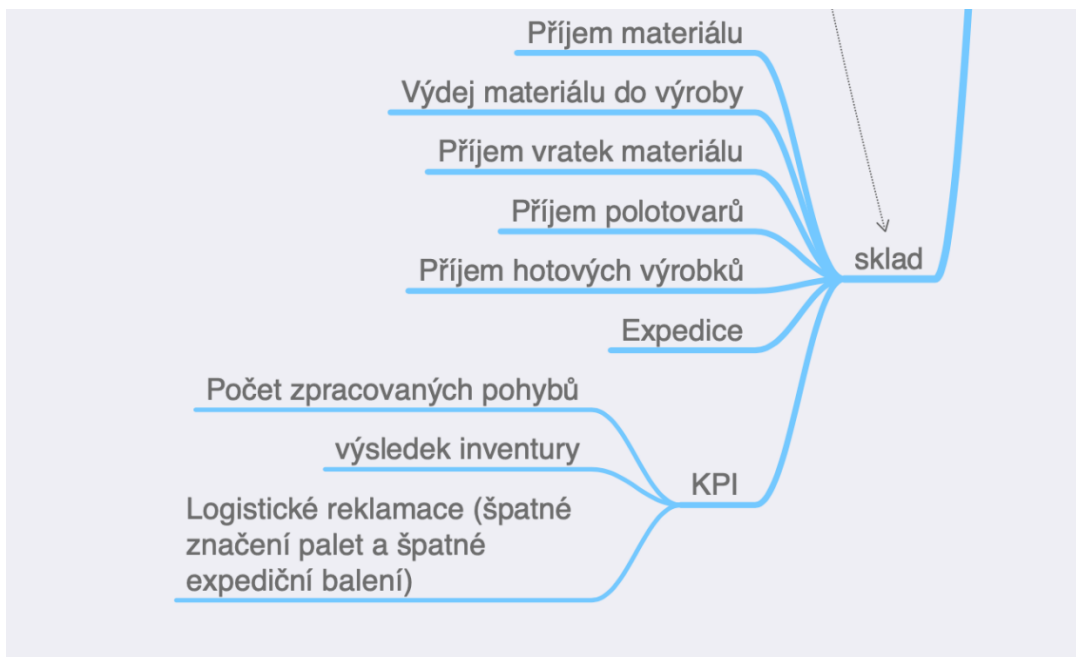 Příjem materiálu
Výdej materiálu do výroby
Příjem vratek materiálu
Příjem polotovarů
sklad
Příjem hotových výrobků
Expedice
Počet zpracovaných pohybů
výsledek inventury
KPI
Logistické reklamace (špatné
značení palet a špatné
expediční balení)